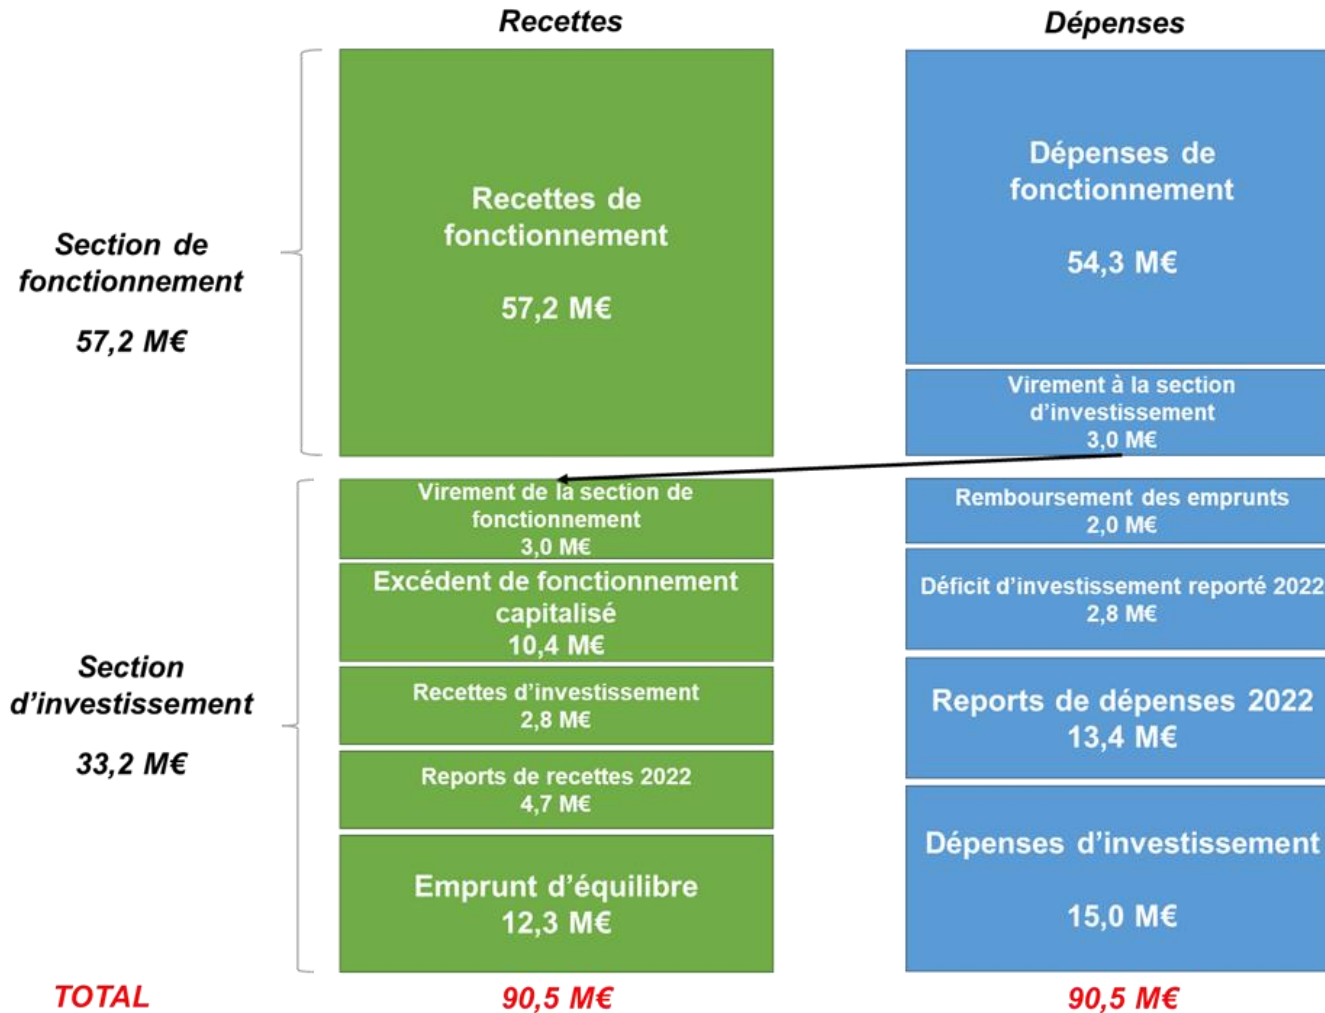 Recettes
Dépenses
Section de
fonctionnement
57,2 M€
Recettes de
fonctionnement
57,2 M€
Dépenses de
fonctionnement
54,3 M€
Virement à la section
d’investissement
3,0 M€
Section
d’investissement
33,2 M€
Virement de la section de
fonctionnement
3,0 M€
Excédent de fonctionnement
capitalisé
10,4 M€
Recettes d’investissement
2,8 M€
Reports de recettes 2022
4,7 M€
Emprunt d’équilibre
12,3 M€
Remboursement des emprunts
2,0 M€
Déficit d’investissement reporté 2022
2,8 M€
Reports de dépenses 2022
13,4 M€
Dépenses d’investissement
15,0 M€
TOTAL
90,5 M€
90,5 M€